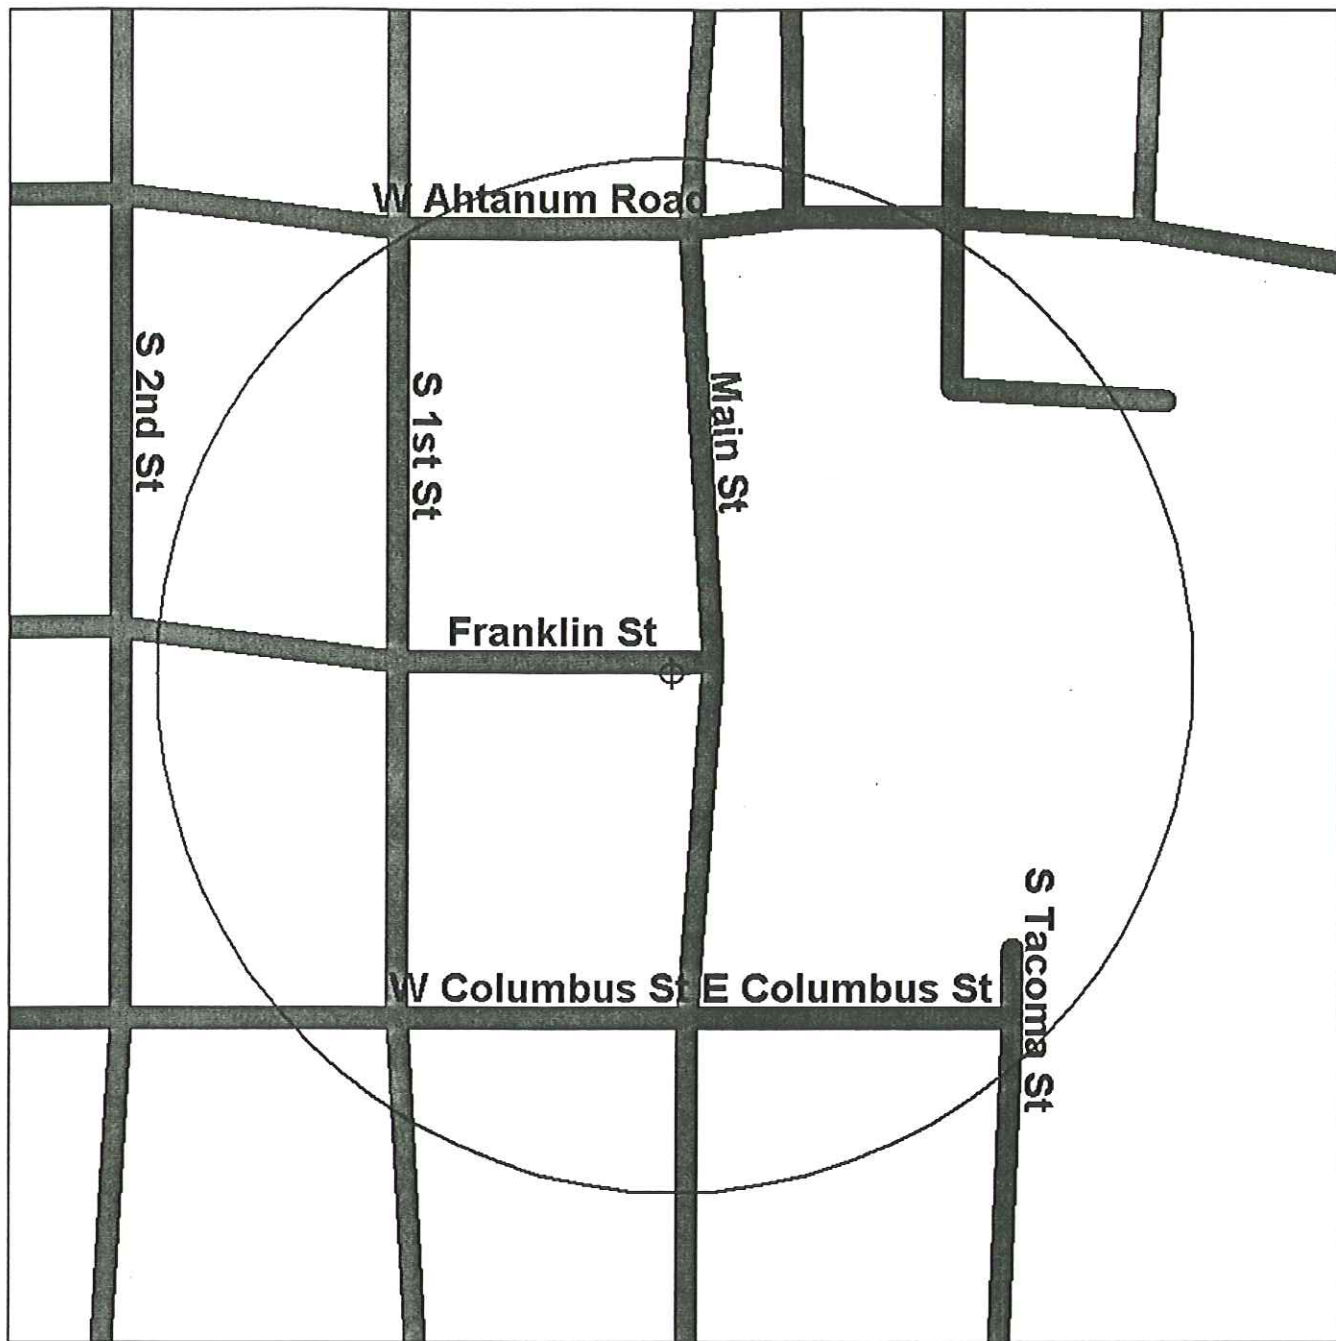 W Ahtanum Road
S 2nd St
S 1st St
Main St
Franklin St
S Tacoma St
W Columbus St E Columbus St